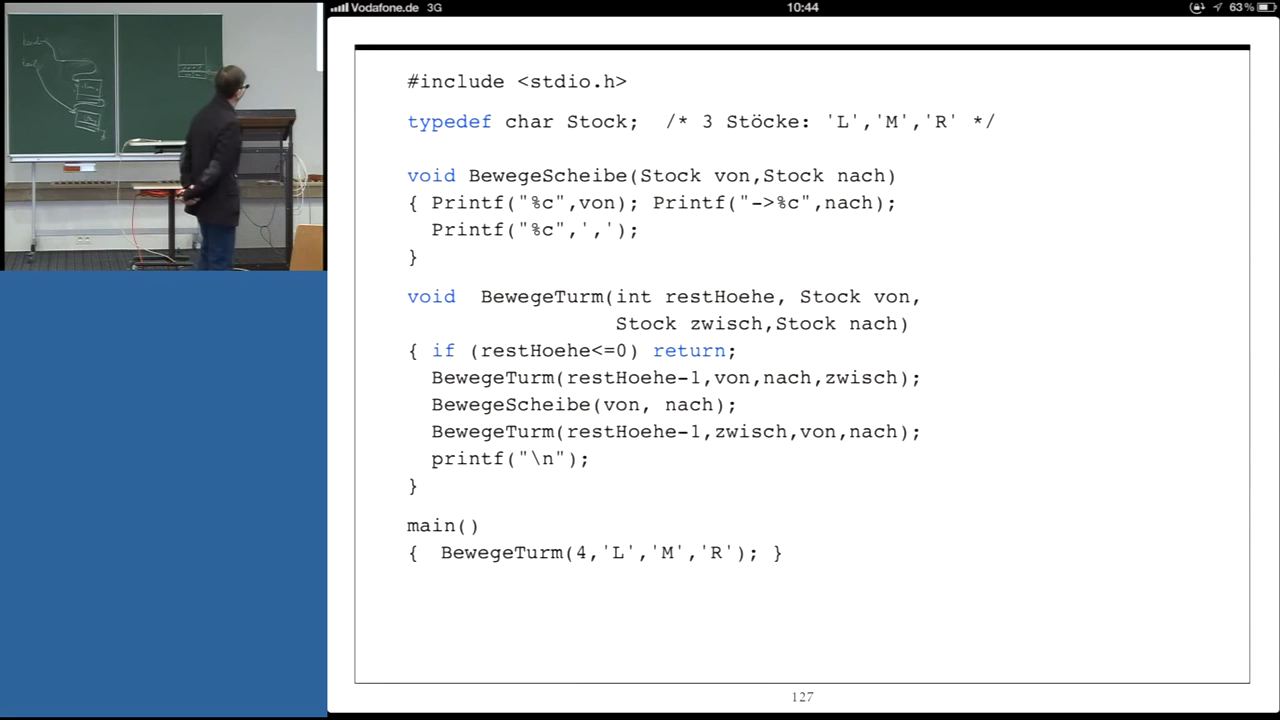 Vodafone.de 3G 10:44 63 %
#include <stdio.h>
typedef char Stock; /* 3 Stöcke: 'L','M','R' */
void BewegeScheibe(Stock von,Stock nach)
{ Printf("%c",von); Printf("->%c",nach);
Printf("%c",',');
}
void BewegeTurm(int restHoehe, Stock von,
Stock zwisch,Stock nach)
{ if (restHoehe<=0) return;
BewegeTurm(restHoehe-1,von,nach,zwisch);
BewegeScheibe(von, nach);
BewegeTurm(restHoehe-1,zwisch,von,nach);
printf("\n");
}
main()
{ BewegeTurm(4,'L','M','R'); }
127